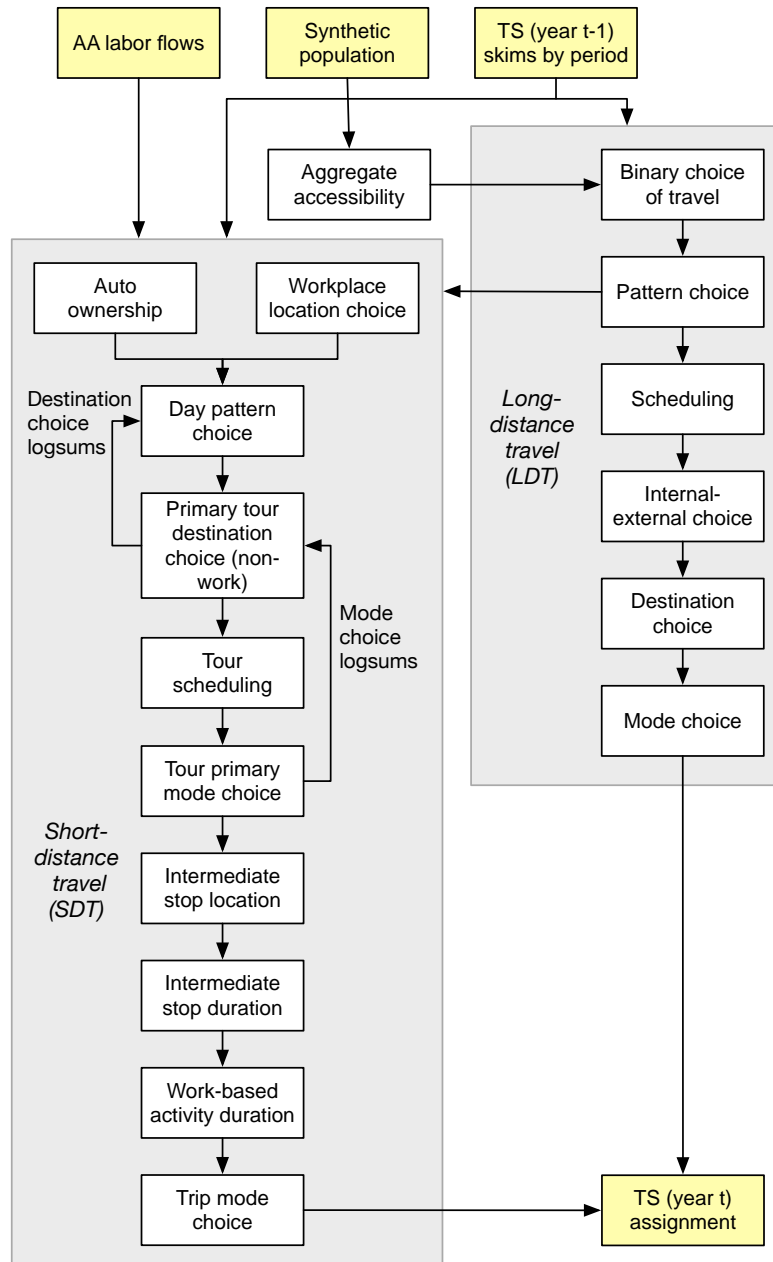 AA labor flows
Synthetic
population
TS (year t-1)
skims by period
Aggregate
accessibility
Binary choice
of travel
Auto
ownership
Workplace
location choice
Pattern choice
Destination
choice
logsums
Day pattern
choice
Long-
distance
travel
(LDT)
Scheduling
Primary tour
destination
choice (non-
work)
Internal-
external choice
Mode
choice
logsums
Destination
choice
Tour
scheduling
Mode choice
Tour primary
mode choice
Short-
distance
travel
(SDT)
Intermediate
stop location
Intermediate
stop duration
Work-based
activity duration
Trip mode
choice
TS (year t)
assignment